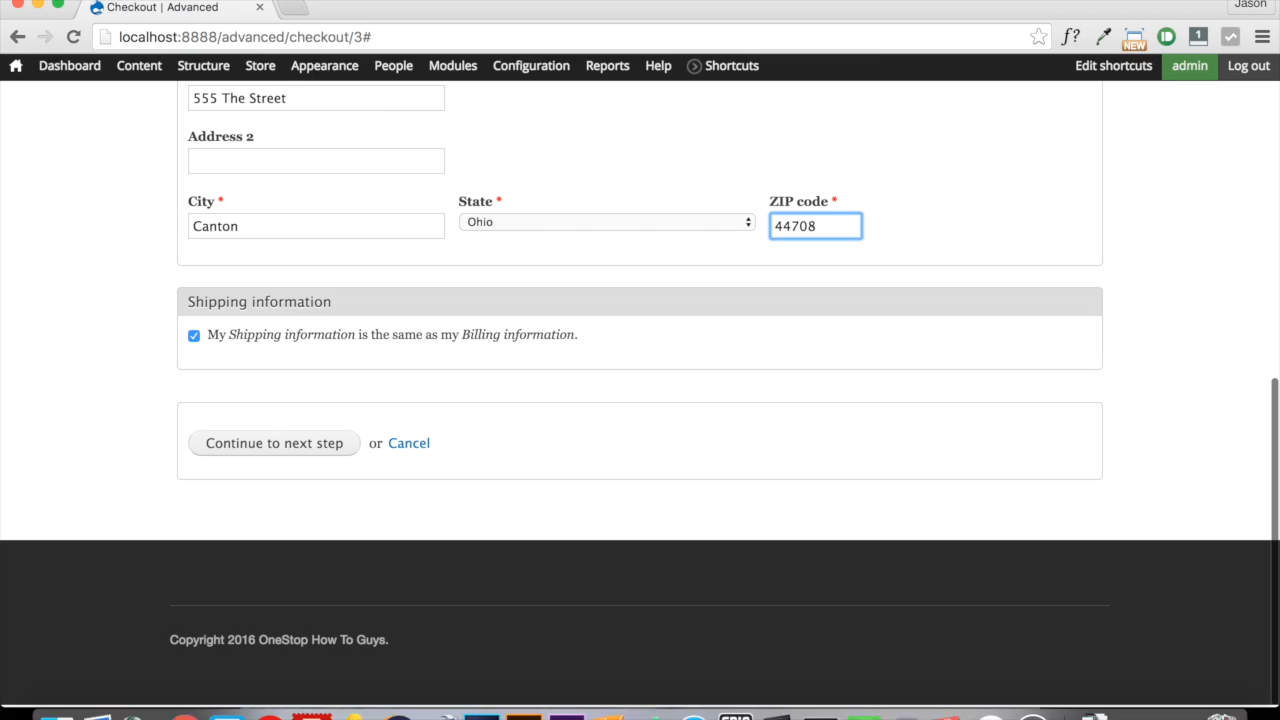 Checkout | Advanced
Jason
localhost:8888/advanced/checkout/3#
f?
NEW
1
Dashboard Content Structure Store Appearance People Modules Configuration Reports Help Shortcuts Edit shortcuts admin Log out
555 The Street
Address 2
City * State * ZIP code *
Canton Ohio 44708
Shipping information
My Shipping information is the same as my Billing information.
Continue to next step or Cancel
Copyright 2016 OneStop How To Guys.
EPIC